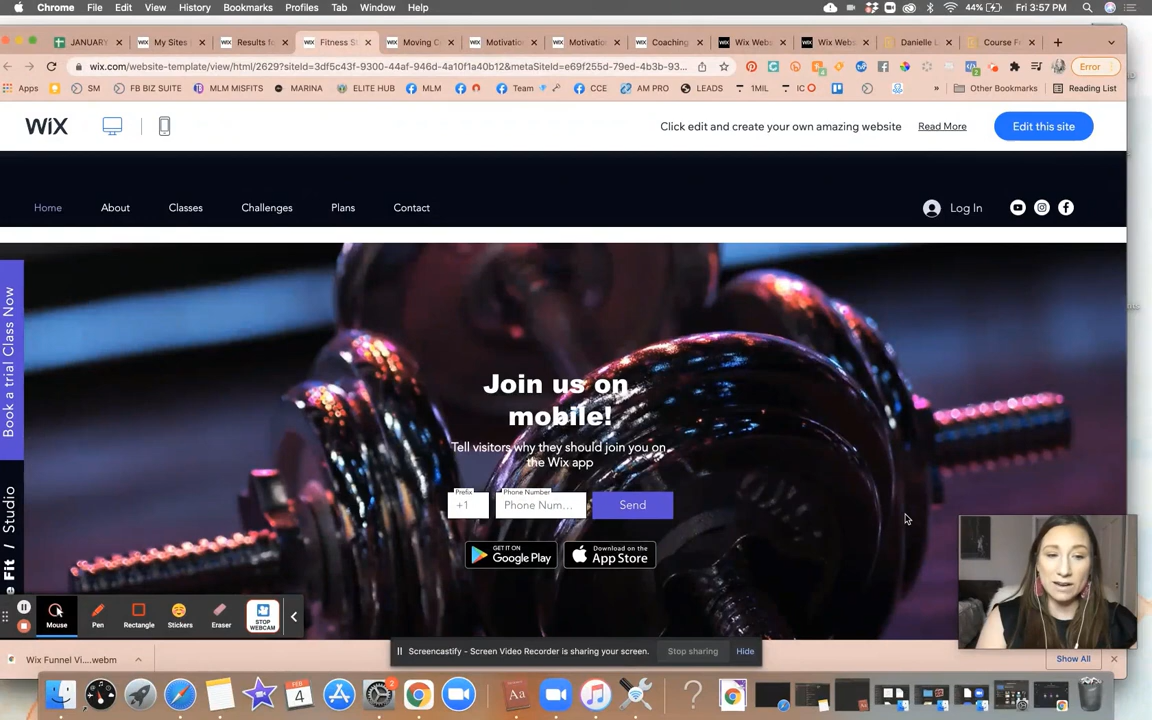 Chrome File Edit View History Bookmarks Profiles Tab Window Help 44% Fri 3:57 PM
JANUARY My Sites Results fo Fitness St Moving C Motivatio Motivatio Coaching Wix Web Wix Web Danielle L Course F
wix.com/website-template/view/html/2629?siteId=3df5c43f-9300-44af-946d-4a10f1a40b12&metaSiteId=e69f255d-79ed-4b3b-93... Error
Apps SM FB BIZ SUITE MLM MISFITS MARINA ELITE HUB MLM Team CCE AM PRO LEADS 1MIL IC » Other Bookmarks Reading List
WiX Click edit and create your own amazing website Read More Edit this site
Home About Classes Challenges Plans Contact Log In
Book a trial Class Now
e Fit / Studio
Join us on
mobile!
Tell visitors why they should join you on
the Wix app
Prefix Phone Number
+1 Phone Num... Send
GET IT ON Google Play Download on the App Store
Mouse Pen Rectangle Stickers Eraser STOP WEBCAM
Screencastify - Screen Video Recorder is sharing your screen. Stop sharing Hide
Wix Funnel Vi....webm Show All
FEB 4 2 Aa ?